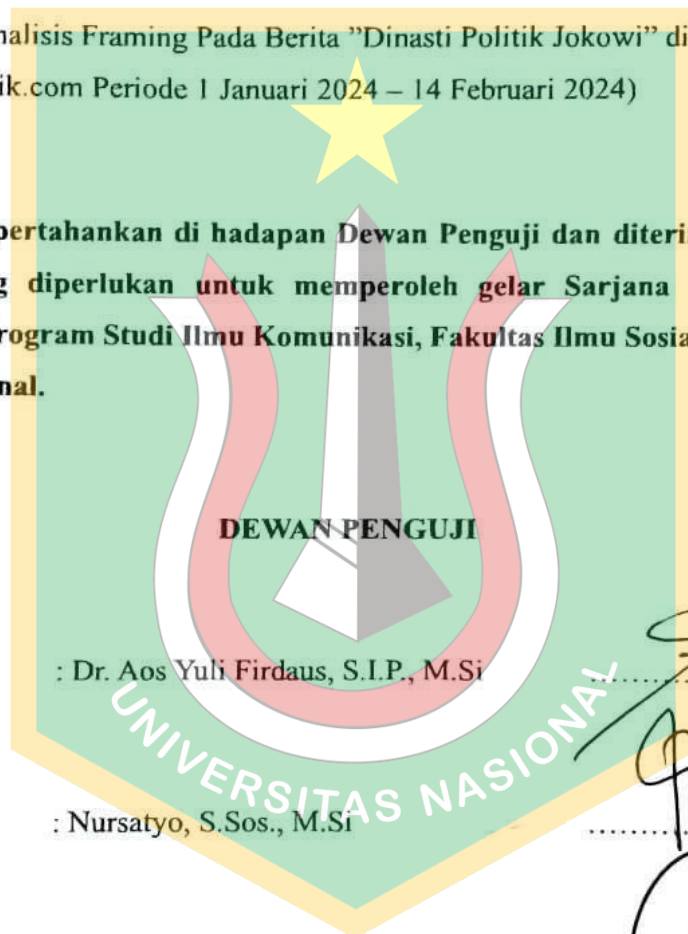 nalisis Framing Pada Berita ”Dinasti Politik Jokowi” di
ik.com Periode 1 Januari 2024 – 14 Februari 2024)
pertahankan di hadapan Dewan Penguji dan diteri
g diperlukan untuk memperoleh gelar Sarjana
rogram Studi Ilmu Komunikasi, Fakultas Ilmu Sosia
nal.
DEWAN PENGUJI
: Dr. Aos Yuli Firdaus, S.I.P., M.Si ..............
: Nursatyo, S.Sos., M.Si ..............
UNIVERSITAS NASIONAL